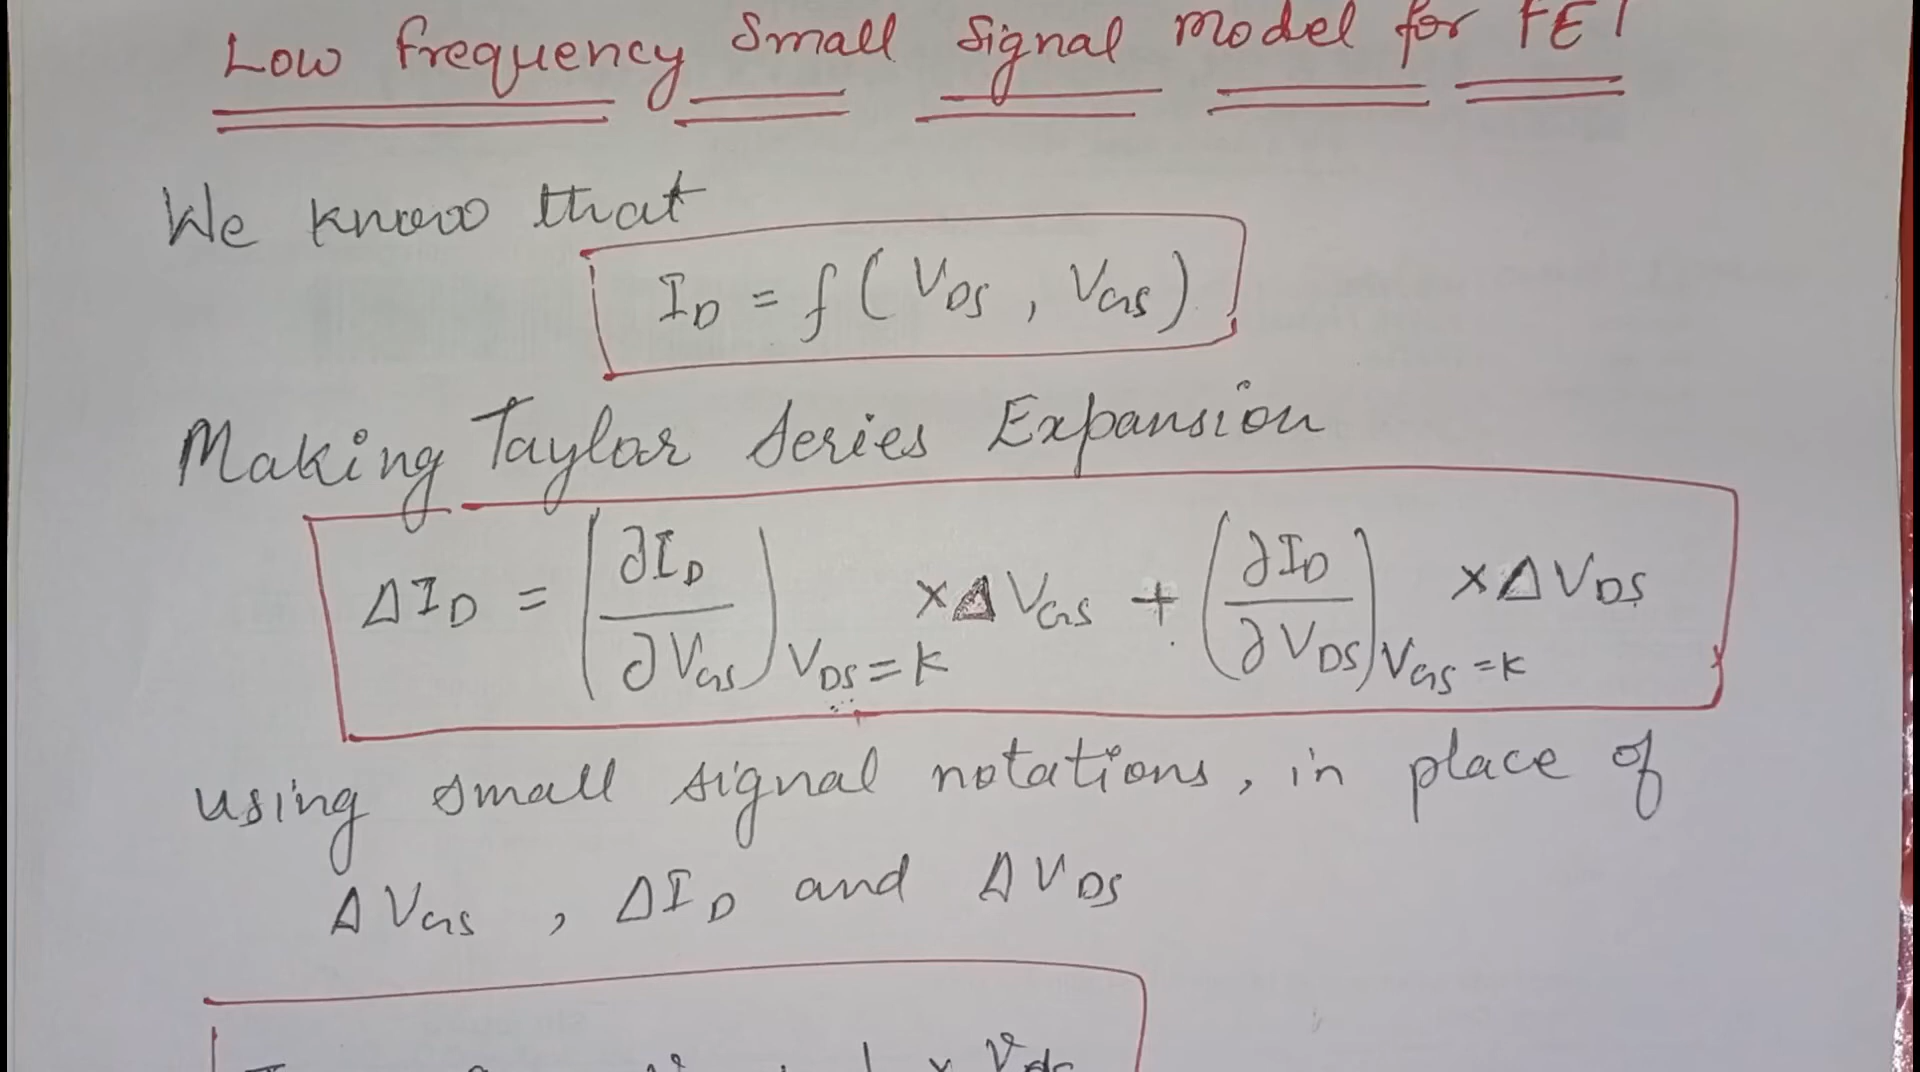 Low frequency Small Signal Model for FET
We know that
I_D = f ( V_DS , V_GS )
Making Taylor Series Expansion
ΔI_D = (∂I_D / ∂V_GS)_{V_DS = K} × ΔV_GS + (∂I_D / ∂V_DS)_{V_GS = K} × ΔV_DS
using small signal notations, in place of
ΔV_GS , ΔI_D and ΔV_DS